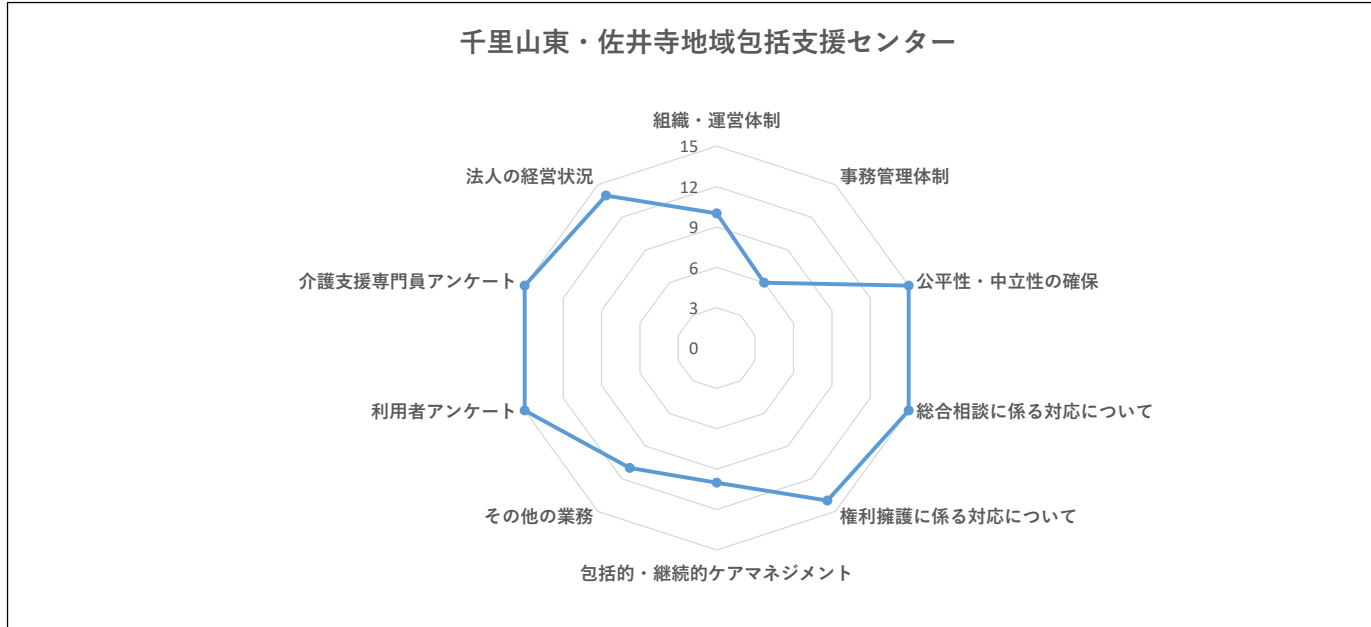 千里山東・佐井寺地域包括支援センター
組織・運営体制
15
法人の経営状況
事務管理体制
12
9
介護支援専門員アンケート
公平性・中立性の確保
6
3
0
利用者アンケート
総合相談に係る対応について
その他の業務
権利擁護に係る対応について
包括的・継続的ケアマネジメント